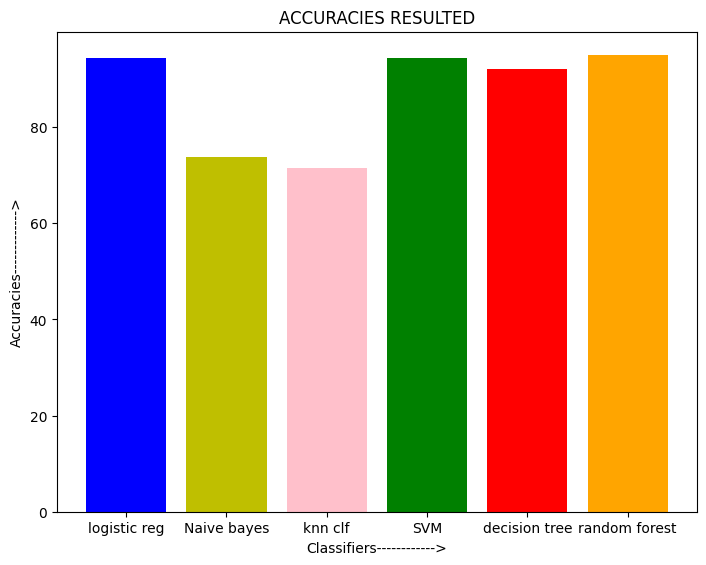 ACCURACIES RESULTED
Accuracies-------------->
80
60
40
20
0
logistic reg Naive bayes knn clf SVM decision tree random forest
Classifiers------------>